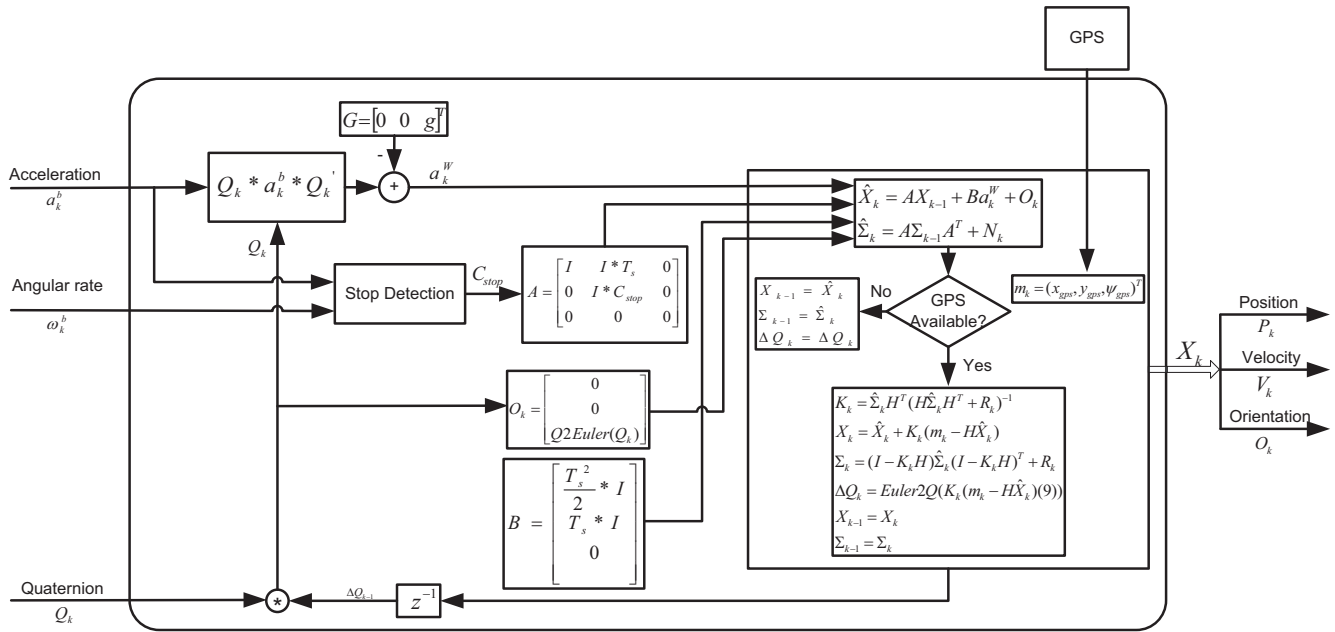 GPS
G=[0 0 g]^T
-
Acceleration
a_k^b
Q_k * a_k^b * Q_k'
+
a_k^W
Q_k
Angular rate
ω_k^b
Stop Detection
C_stop
A = [I I*T_s 0
0 I*C_stop 0
0 0 0]
O_k = [0
0
Q2Euler(Q_k)]
B = [T_s^2/2 * I
T_s * I
0]
Quaternion
Q_k
*
ΔQ_{k-1}
z^{-1}
X̂_k = AX_{k-1} + Ba_k^W + O_k
Σ̂_k = AΣ_{k-1}A^T + N_k
GPS
Available?
No
X_{k-1} = X̂_k
Σ_{k-1} = Σ̂_k
ΔQ_k = ΔQ_k
Yes
m_k = (x_gps, y_gps, ψ_gps)^T
K_k = Σ̂_k H^T (HΣ̂_k H^T + R_k)^{-1}
X_k = X̂_k + K_k(m_k − HX̂_k)
Σ_k = (I − K_k H)Σ̂_k(I − K_k H)^T + R_k
ΔQ_k = Euler2Q(K_k(m_k − HX̂_k)(9))
X_{k-1} = X_k
Σ_{k-1} = Σ_k
X_k
Position
P_k
Velocity
V_k
Orientation
O_k